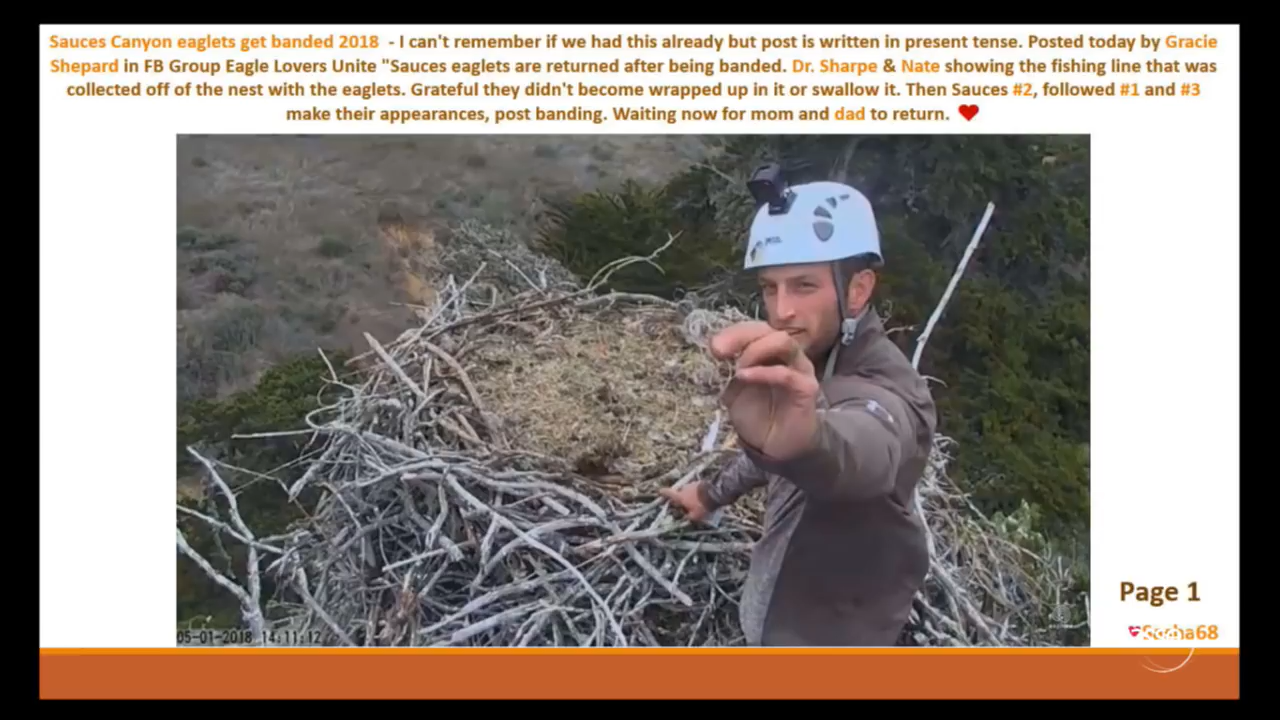 Sauces Canyon eaglets get banded 2018 - I can't remember if we had this already but post is written in present tense. Posted today by Gracie
Shepard in FB Group Eagle Lovers Unite "Sauces eaglets are returned after being banded. Dr. Sharpe & Nate showing the fishing line that was
collected off of the nest with the eaglets. Grateful they didn't become wrapped up in it or swallow it. Then Sauces #2, followed #1 and #3
make their appearances, post banding. Waiting now for mom and dad to return. ❤
Page 1
05-01-2018 14:11:12